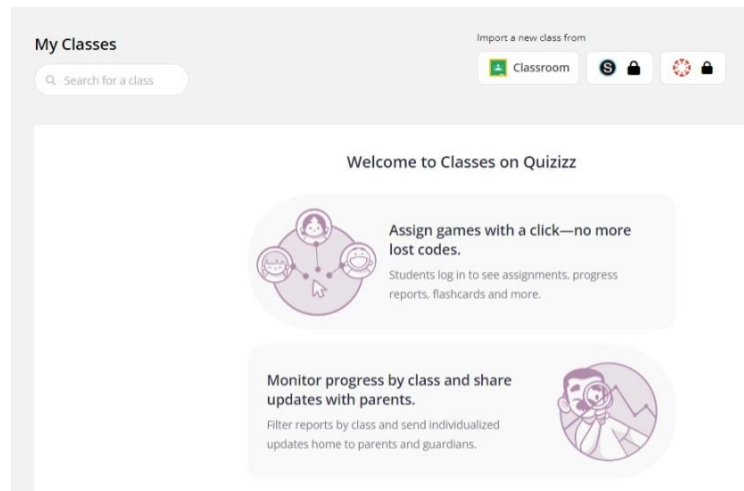 My Classes
Import a new class from
Search for a class
Classroom
S
Welcome to Classes on Quizizz
Assign games with a click—no more
lost codes.
Students log in to see assignments, progress
reports, flashcards and more.
Monitor progress by class and share
updates with parents.
Filter reports by class and send individualized
updates home to parents and guardians.